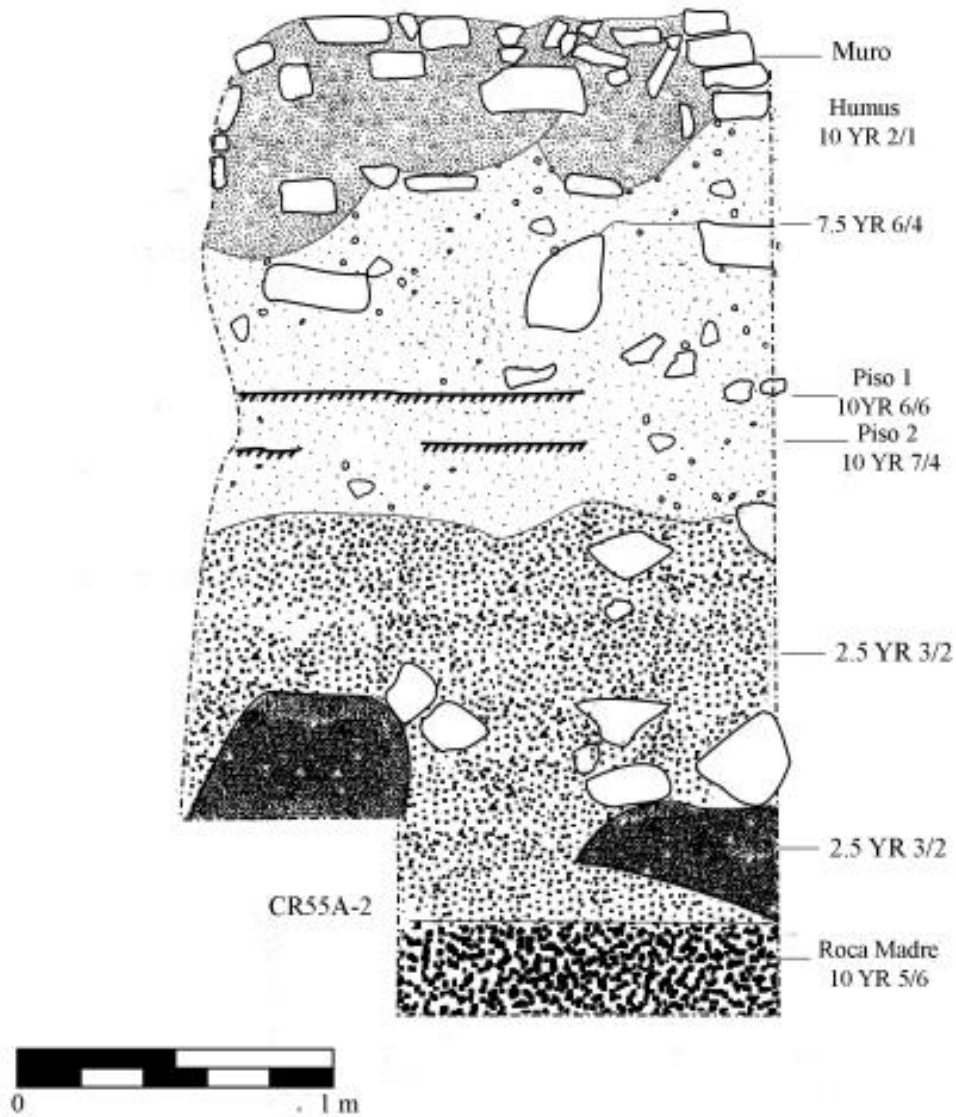 Muro
Humus
10 YR 2/1
7.5 YR 6/4
Piso 1
10YR 6/6
Piso 2
10 YR 7/4
2.5 YR 3/2
2.5 YR 3/2
CR55A-2
Roca Madre
10 YR 5/6
0 1 m